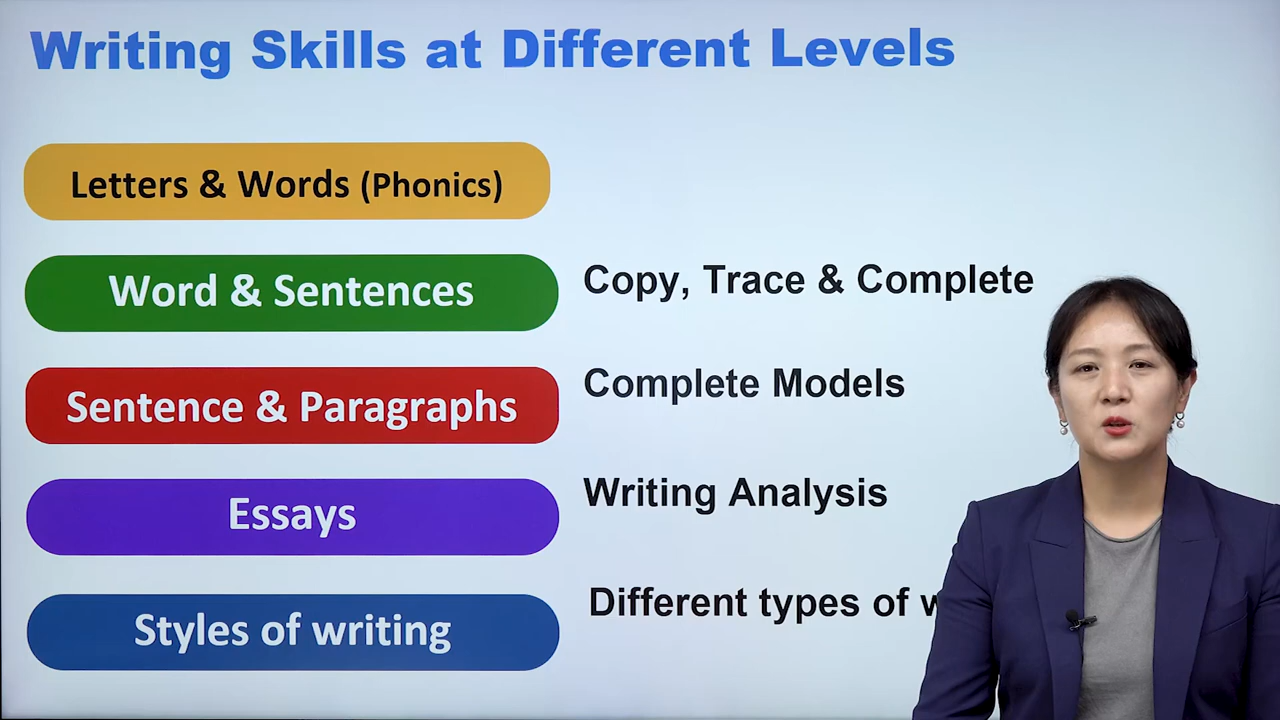 Writing Skills at Different Levels
Letters & Words (Phonics)
Word & Sentences
Copy, Trace & Complete
Sentence & Paragraphs
Complete Models
Essays
Writing Analysis
Styles of writing
Different types of